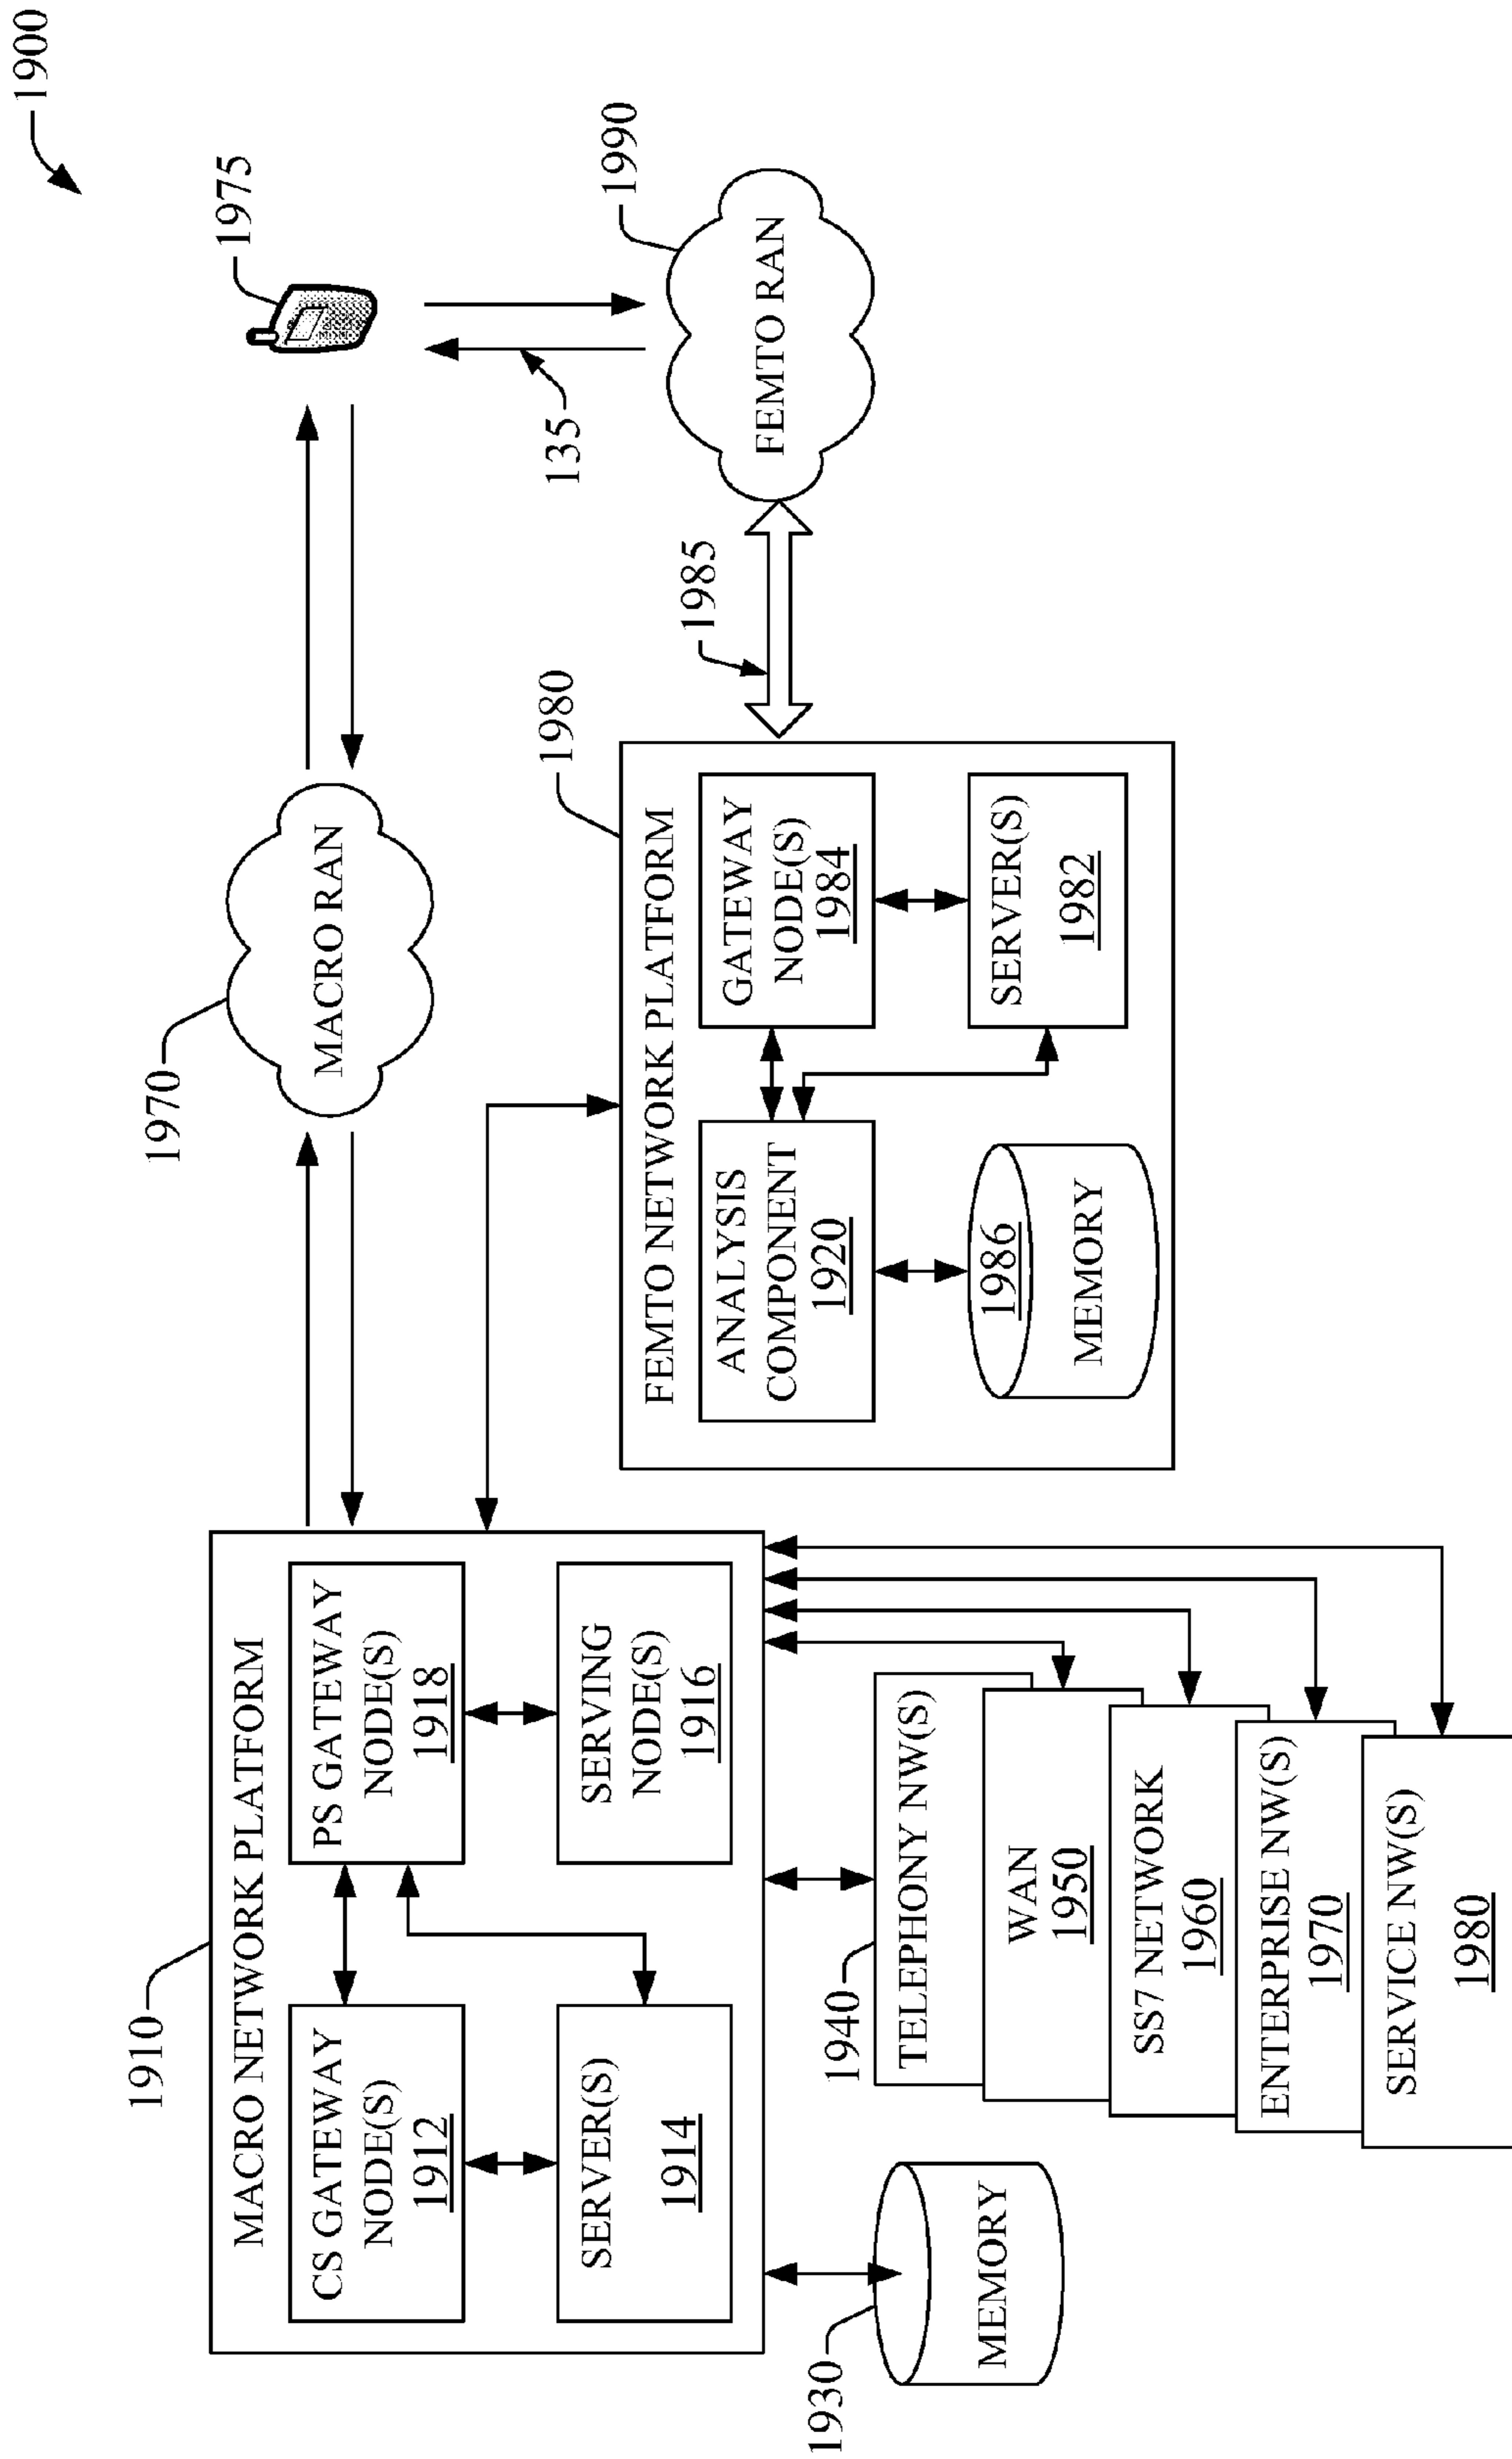 1900
1970
MACRO RAN
1975
1910
MACRO NETWORK PLATFORM
CS GATEWAY
NODE(S)
1912
PS GATEWAY
NODE(S)
1918
SERVER(S)
1914
SERVING
NODE(S)
1916
135
1990
FEMTO RAN
1985
1980
FEMTO NETWORK PLATFORM
ANALYSIS
COMPONENT
1920
GATEWAY
NODE(S)
1984
1986
MEMORY
SERVER(S)
1982
1930
MEMORY
1940
TELEPHONY NW(S)
WAN
1950
SS7 NETWORK
1960
ENTERPRISE NW(S)
1970
SERVICE NW(S)
1980